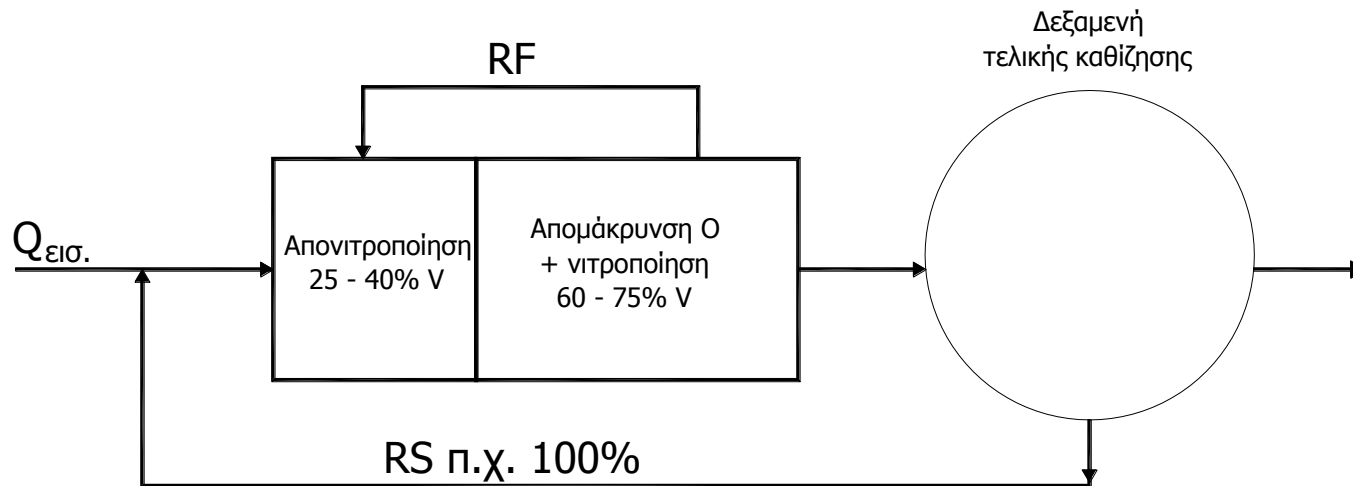 Δεξαμενή
τελικής καθίζησης
RF
Qεισ.
Απονιτροποίηση
25 - 40% V
Απομάκρυνση Ο
+ νιτροποίηση
60 - 75% V
RS π.χ. 100%